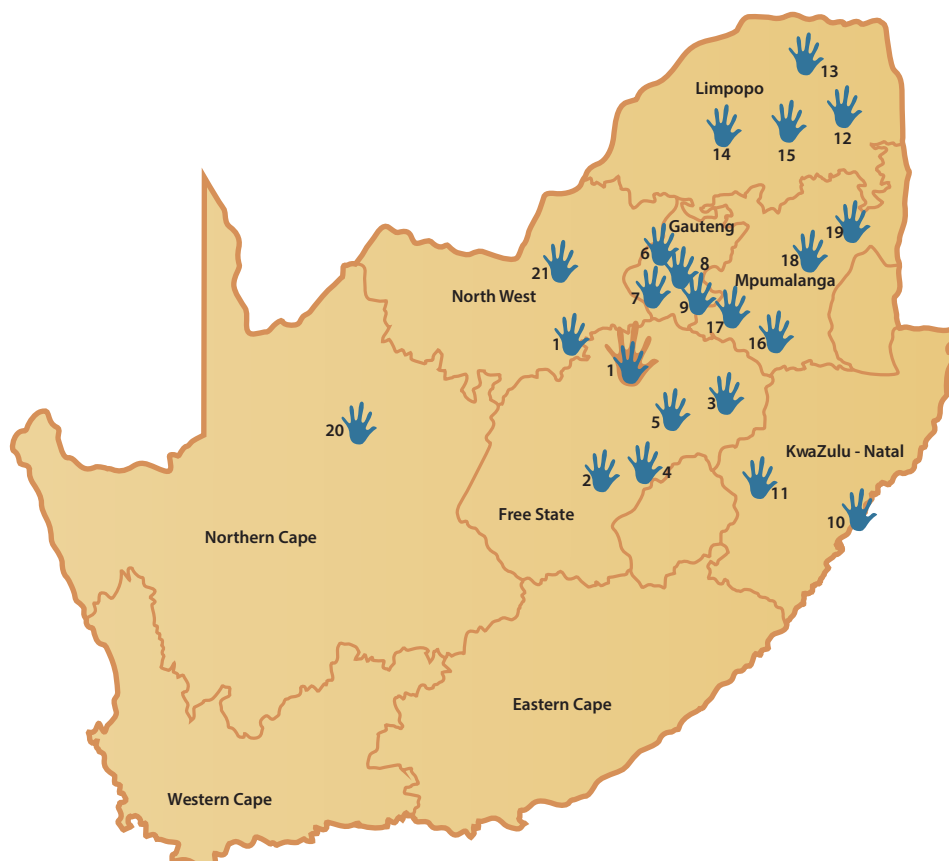 13
Limpopo
12
14
15
Gauteng
19
6
18
8
21
Mpumalanga
North West
7
9
17
1
16
1
3
5
20
KwaZulu - Natal
2
4
11
Free State
10
Northern Cape
Eastern Cape
Western Cape